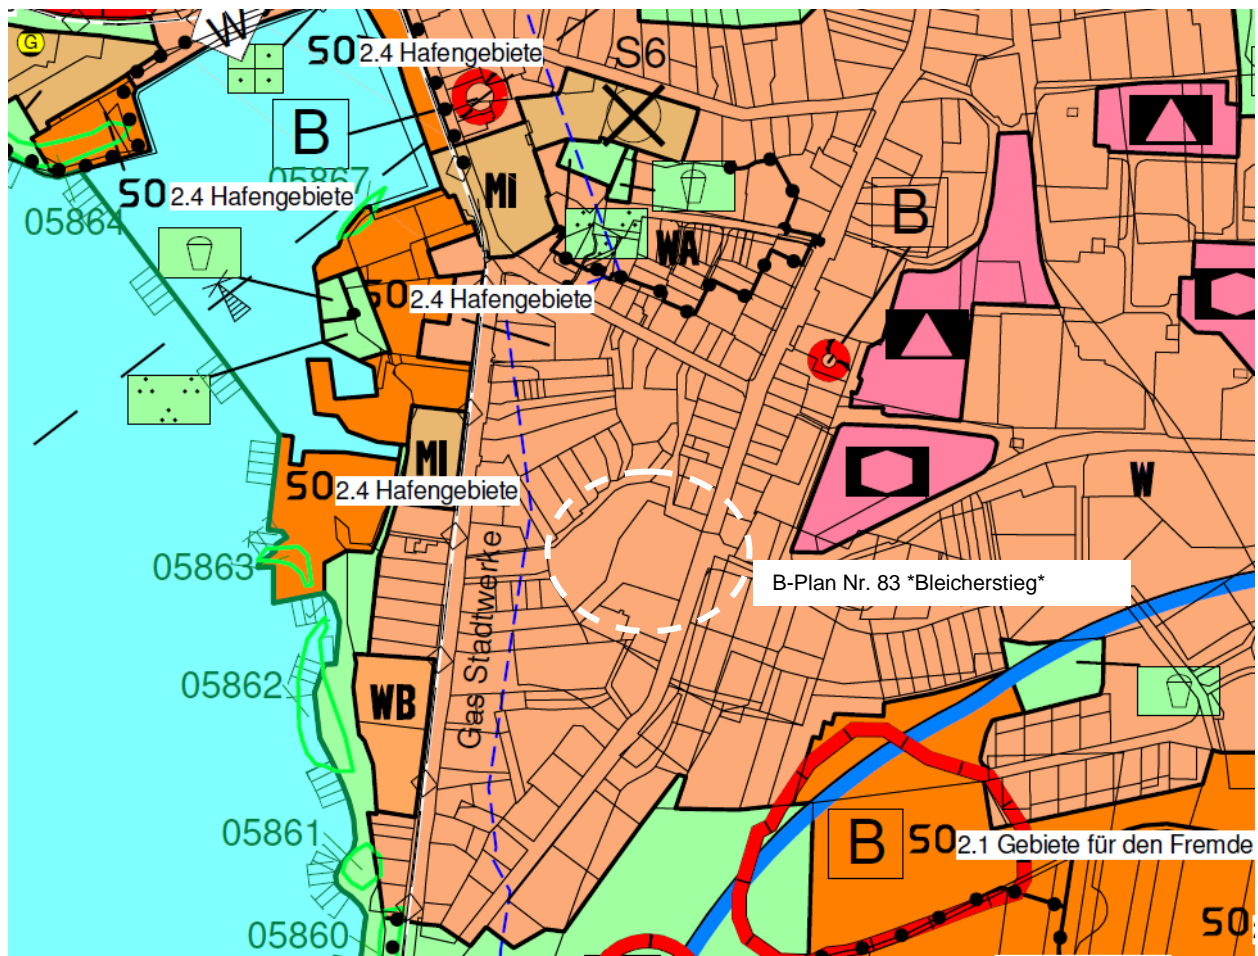 G
W
SO 2.4 Hafengebiete
S6
B
05867
MI
SO 2.4 Hafengebiete
05864
B
WA
SO 2.4 Hafengebiete
MI
W
SO 2.4 Hafengebiete
05863
Gas Stadtwerke
B-Plan Nr. 83 *Bleicherstieg*
05862
WB
05861
B
SO 2.1 Gebiete für den Fremde
05860
SO